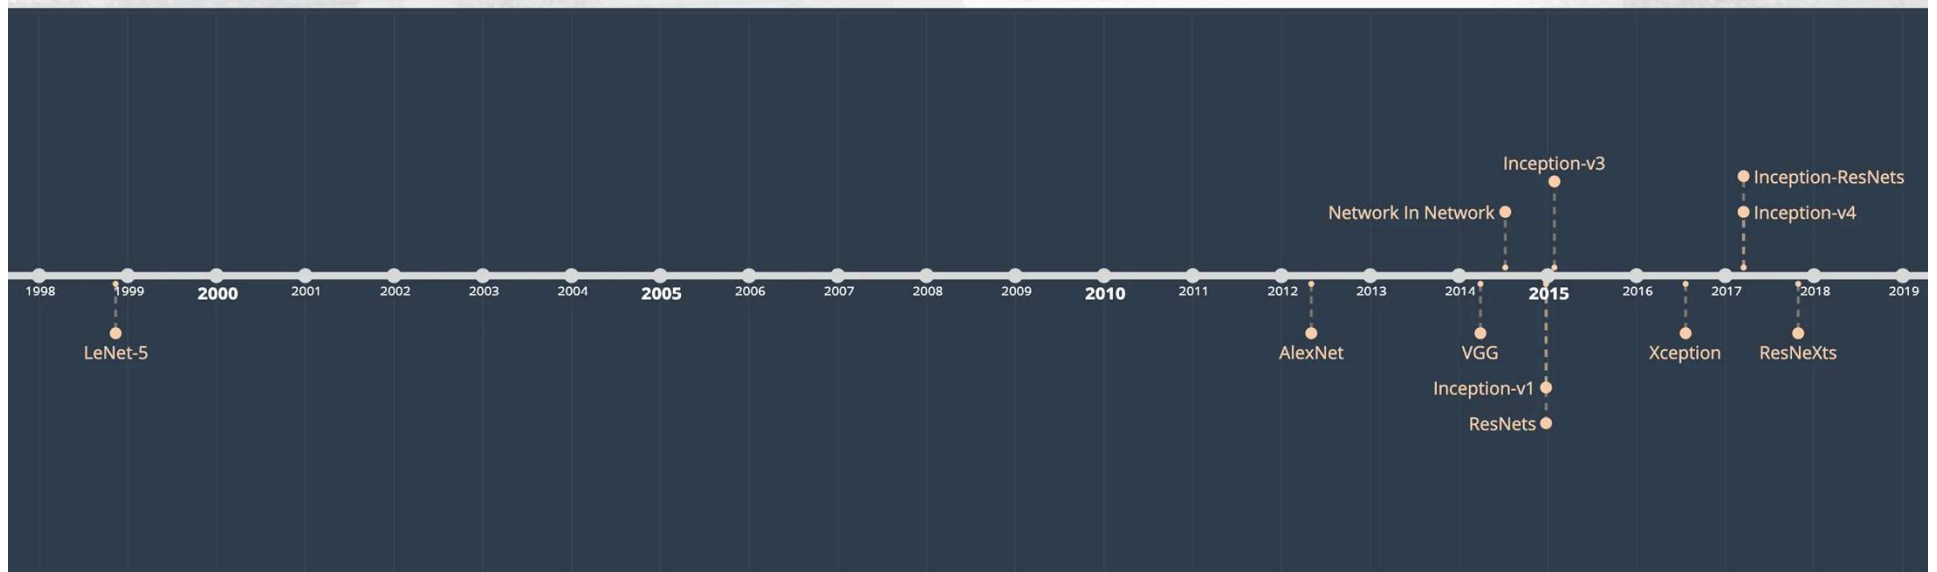 Inception-v3
Inception-ResNets
Network In Network
Inception-v4
1998 1999 2000 2001 2002 2003 2004 2005 2006 2007 2008 2009 2010 2011 2012 2013 2014 2015 2016 2017 2018 2019
LeNet-5 AlexNet VGG Xception ResNeXts
Inception-v1
ResNets